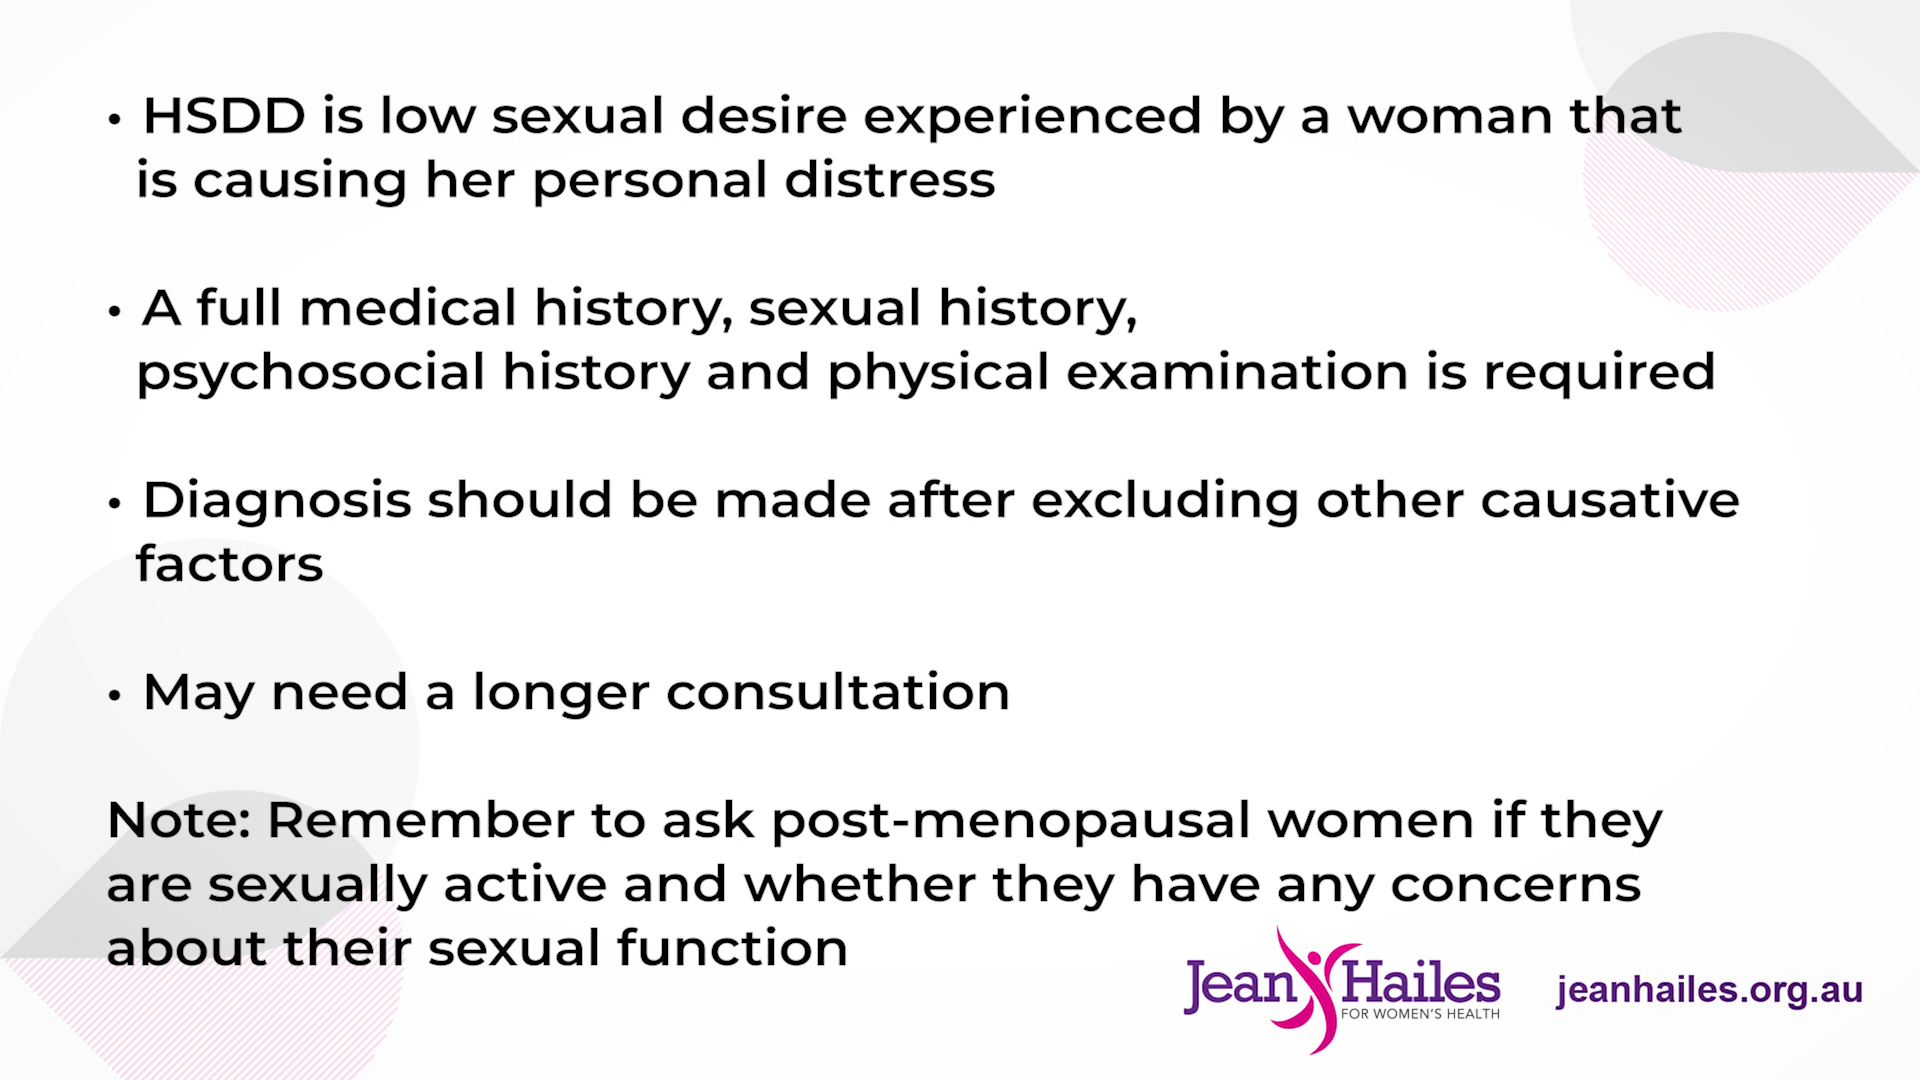 • HSDD is low sexual desire experienced by a woman that
is causing her personal distress
• A full medical history, sexual history,
psychosocial history and physical examination is required
• Diagnosis should be made after excluding other causative
factors
• May need a longer consultation
Note: Remember to ask post-menopausal women if they
are sexually active and whether they have any concerns
about their sexual function
Jean Hailes
FOR WOMEN'S HEALTH
jeanhailes.org.au